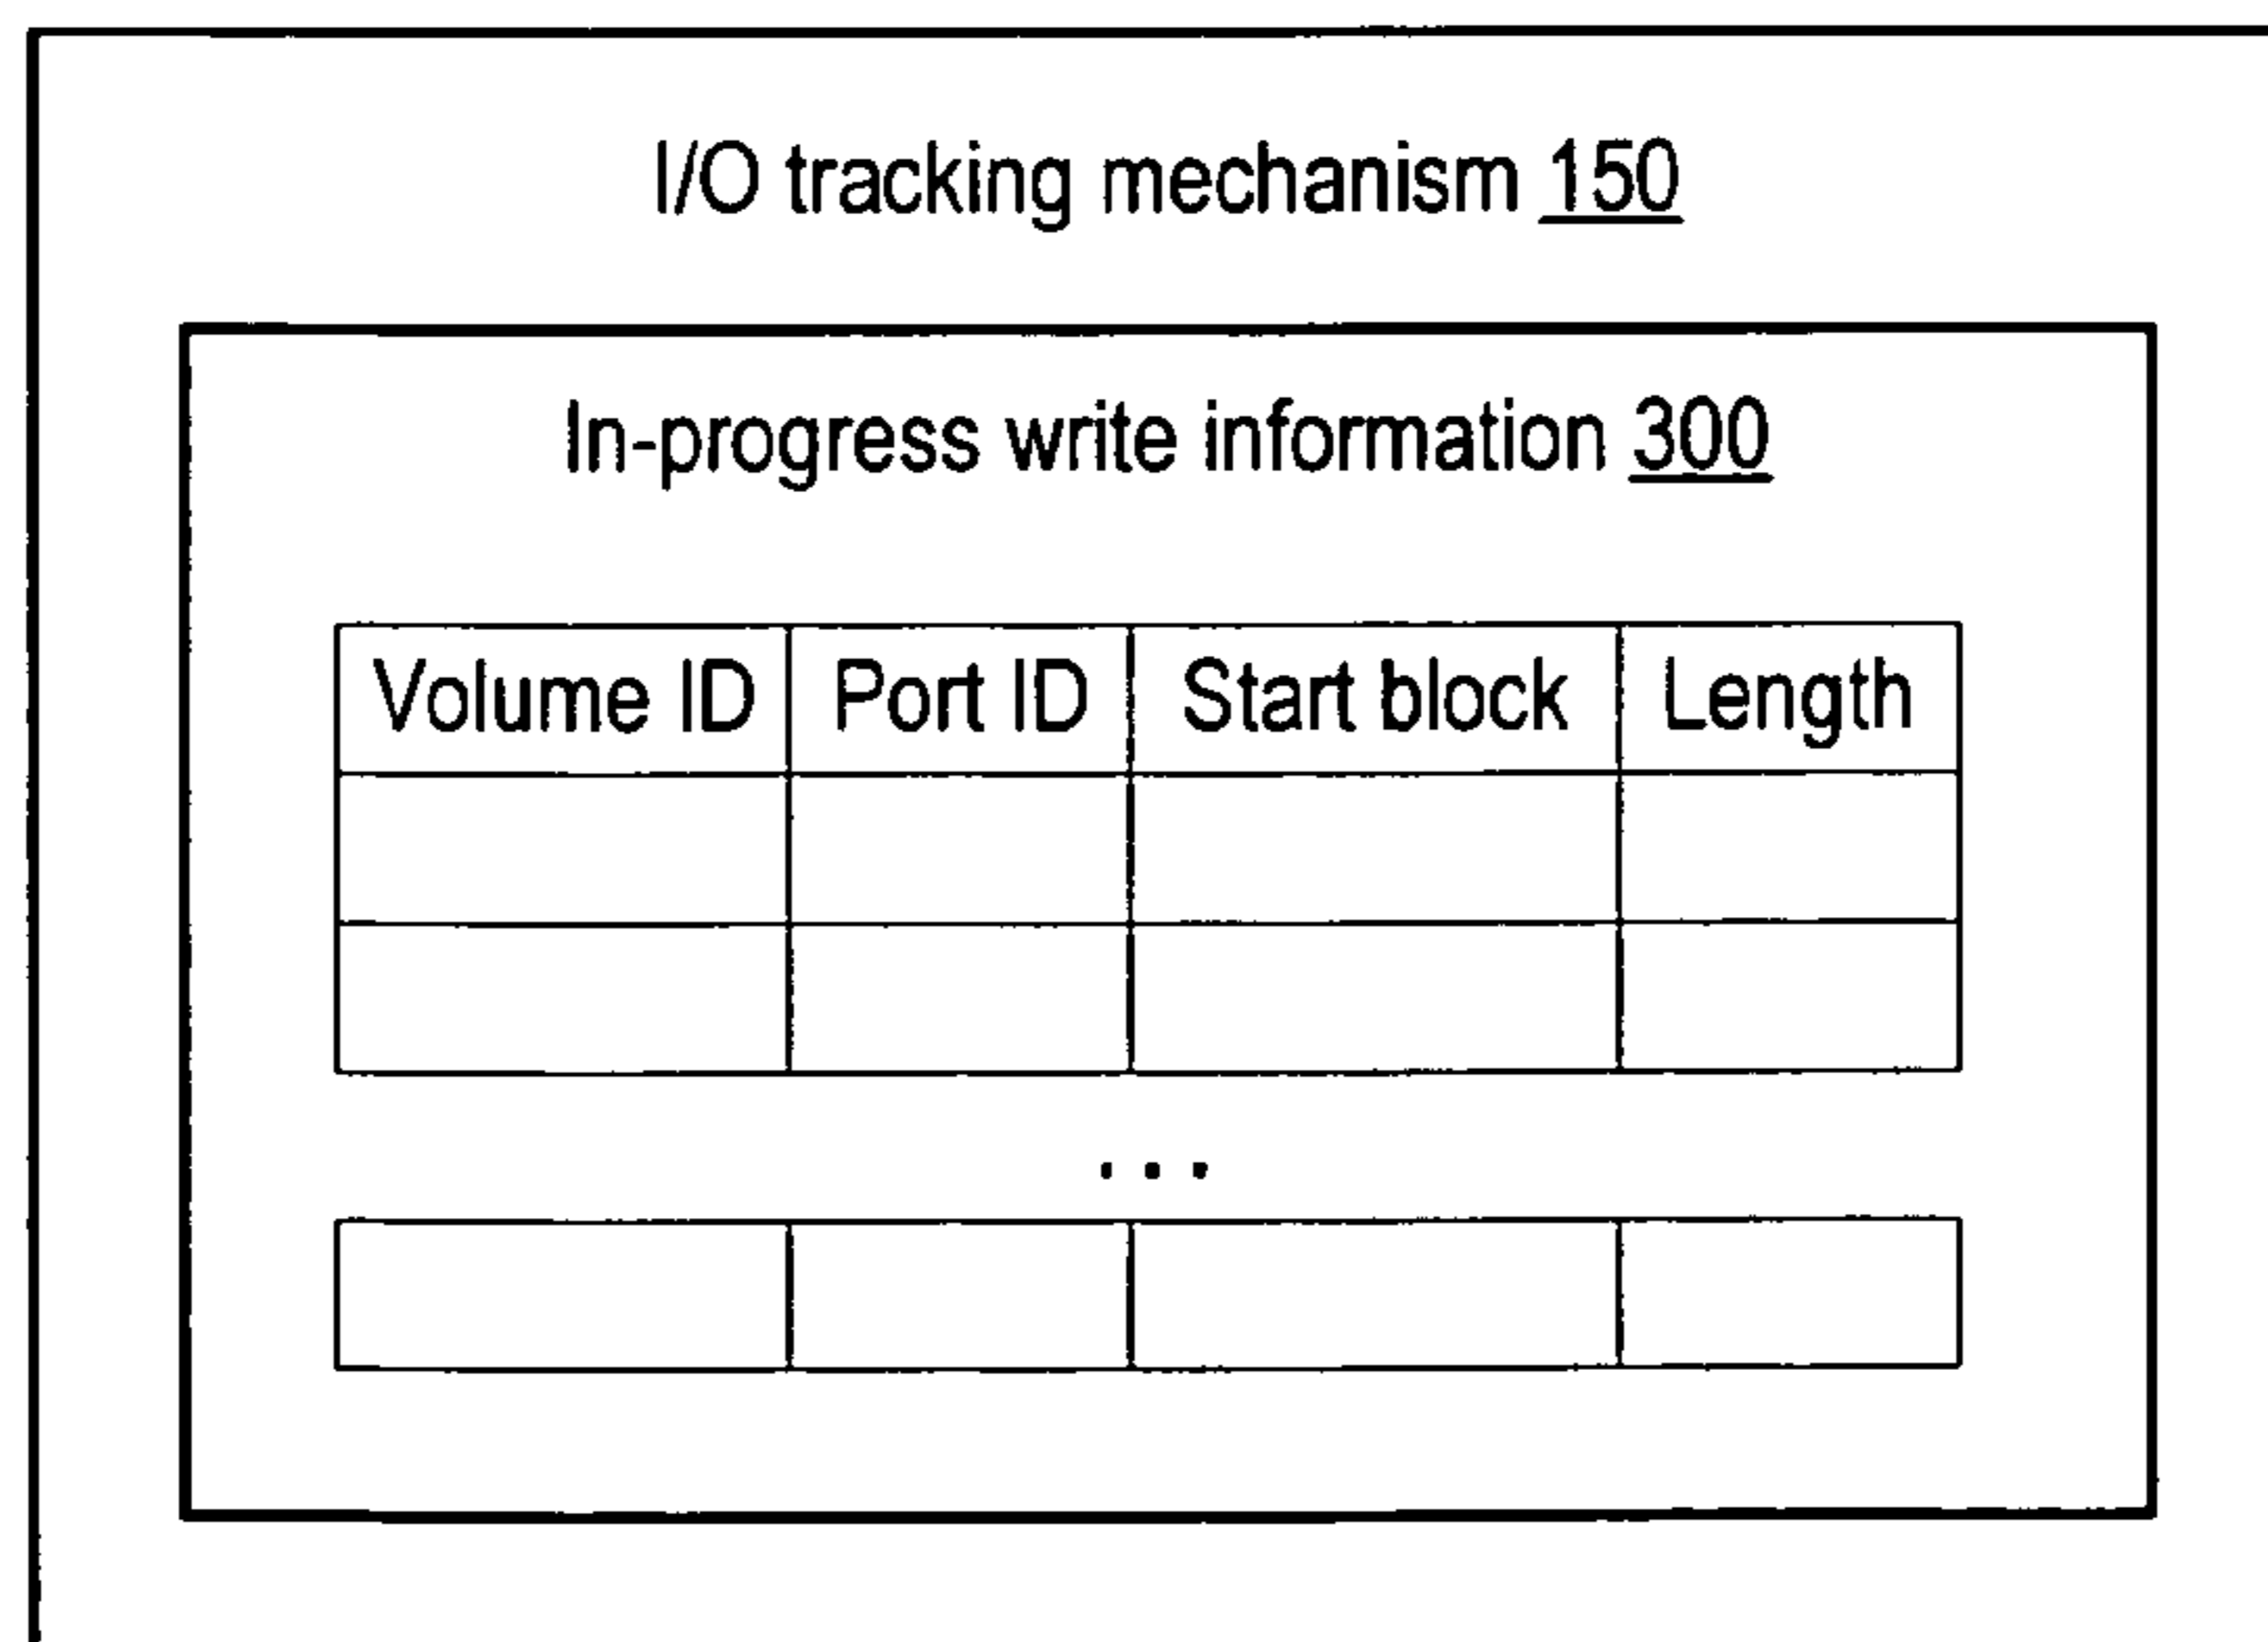 I/O tracking mechanism 150
In-progress write information 300
Volume ID Port ID Start block Length
...